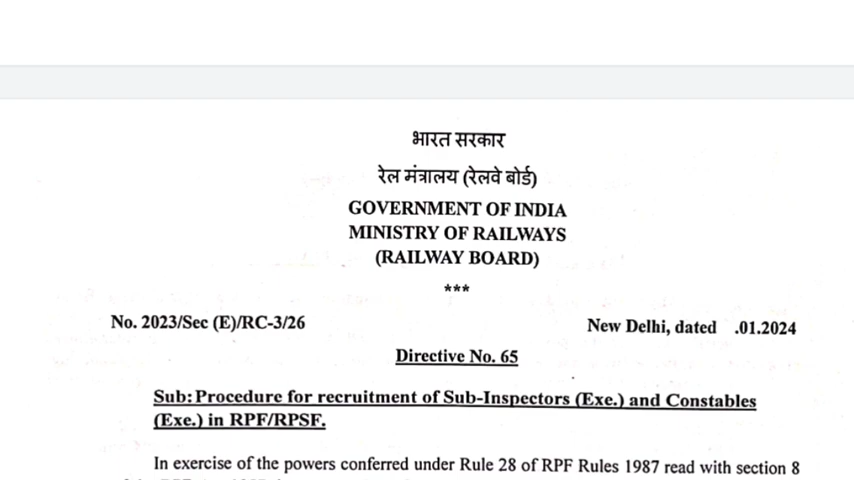 भारत सरकार
रेल मंत्रालय (रेलवे बोर्ड)
GOVERNMENT OF INDIA
MINISTRY OF RAILWAYS
(RAILWAY BOARD)
***
No. 2023/Sec (E)/RC-3/26 New Delhi, dated .01.2024
Directive No. 65
Sub: Procedure for recruitment of Sub-Inspectors (Exe.) and Constables
(Exe.) in RPF/RPSF.
In exercise of the powers conferred under Rule 28 of RPF Rules 1987 read with section 8